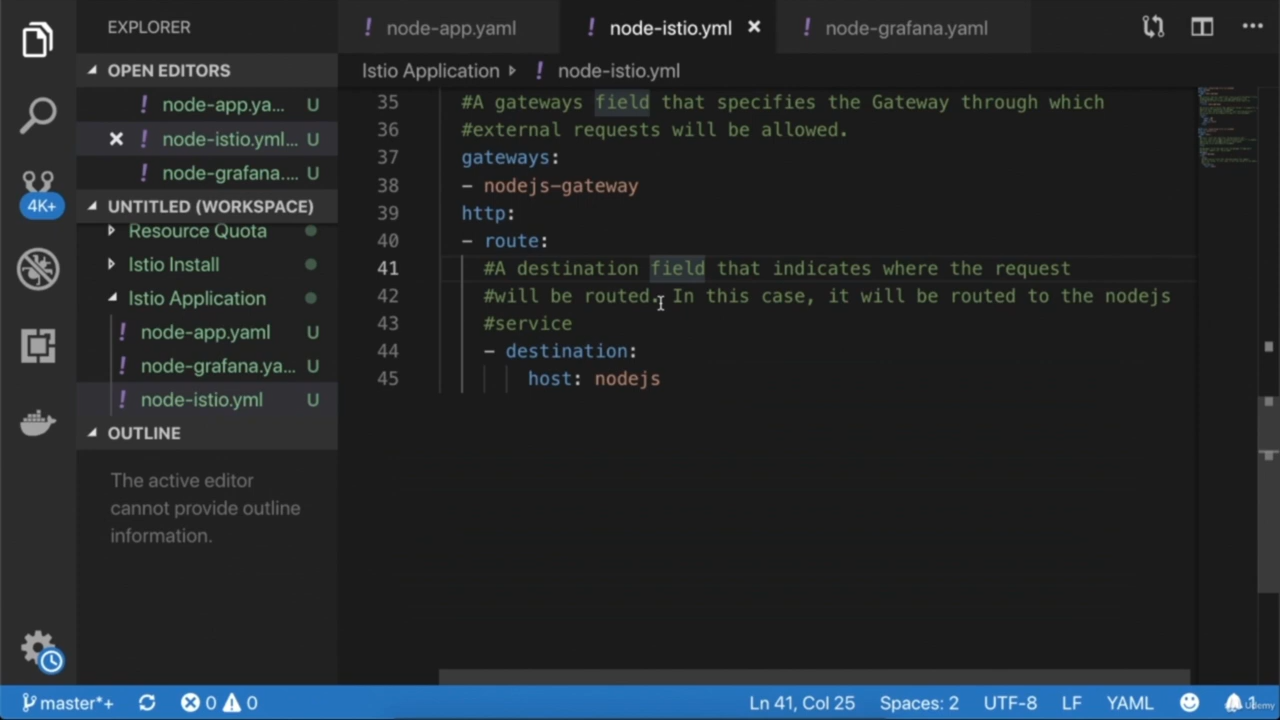 EXPLORER
node-app.yaml
node-istio.yml
node-grafana.yaml
OPEN EDITORS
node-app.ya... U
node-istio.yml... U
node-grafana.... U
4K+
UNTITLED (WORKSPACE)
Resource Quota
Istio Install
Istio Application
node-app.yaml U
node-grafana.ya... U
node-istio.yml U
OUTLINE
The active editor
cannot provide outline
information.
Istio Application node-istio.yml
35 #A gateways field that specifies the Gateway through which
36 #external requests will be allowed.
37 gateways:
38 - nodejs-gateway
39 http:
40 - route:
41 #A destination field that indicates where the request
42 #will be routed. In this case, it will be routed to the nodejs
43 #service
44 - destination:
45 host: nodejs
master*+ 0 0 Ln 41, Col 25 Spaces: 2 UTF-8 LF YAML 1
Udemy